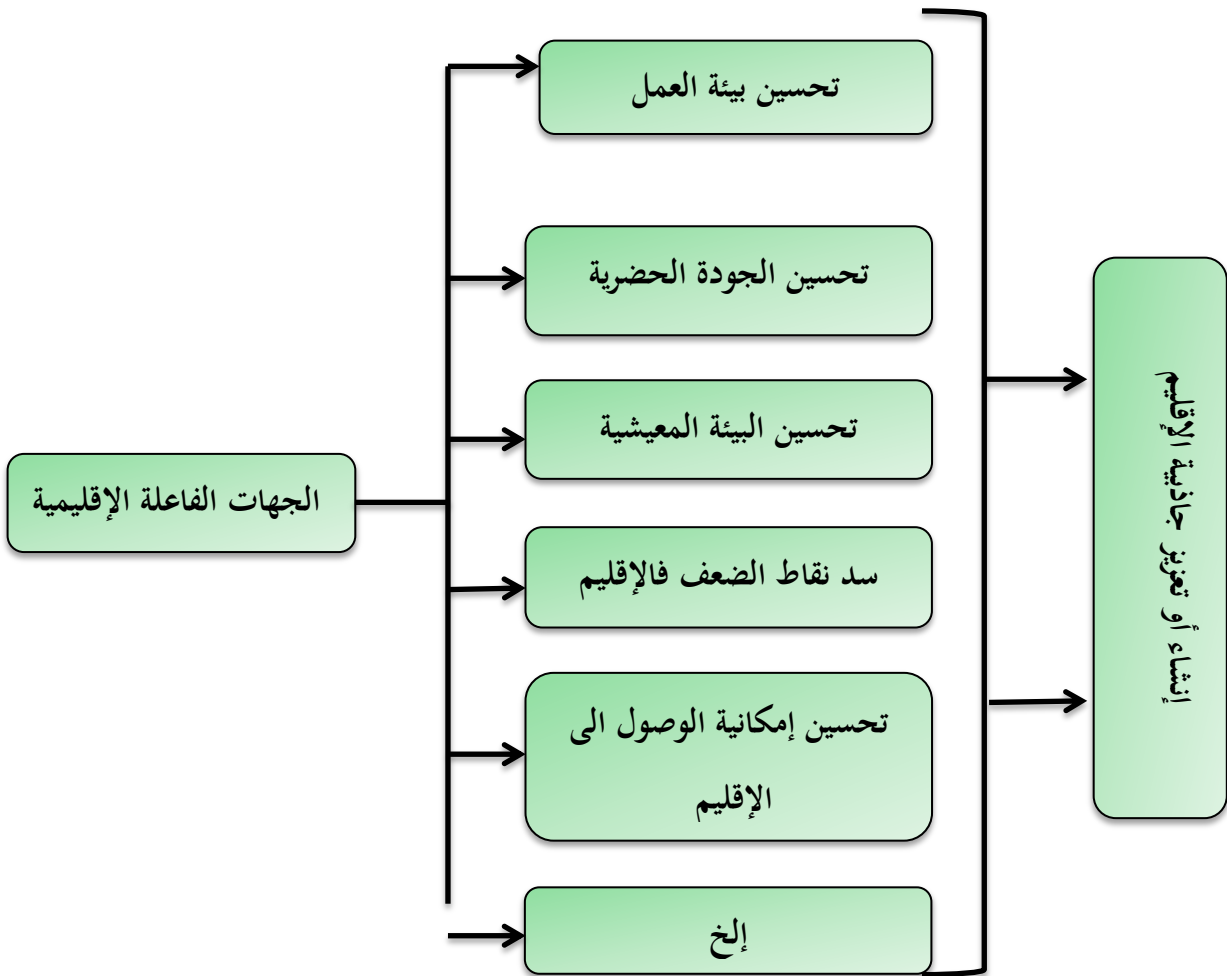 الجهات الفاعلة الإقليمية
تحسين بيئة العمل
تحسين الجودة الحضرية
تحسين البيئة المعيشية
سد نقاط الضعف فالإقليم
تحسين إمكانية الوصول الى
الإقليم
إلخ
إنشاء أو تعزيز جاذبية الإقليم